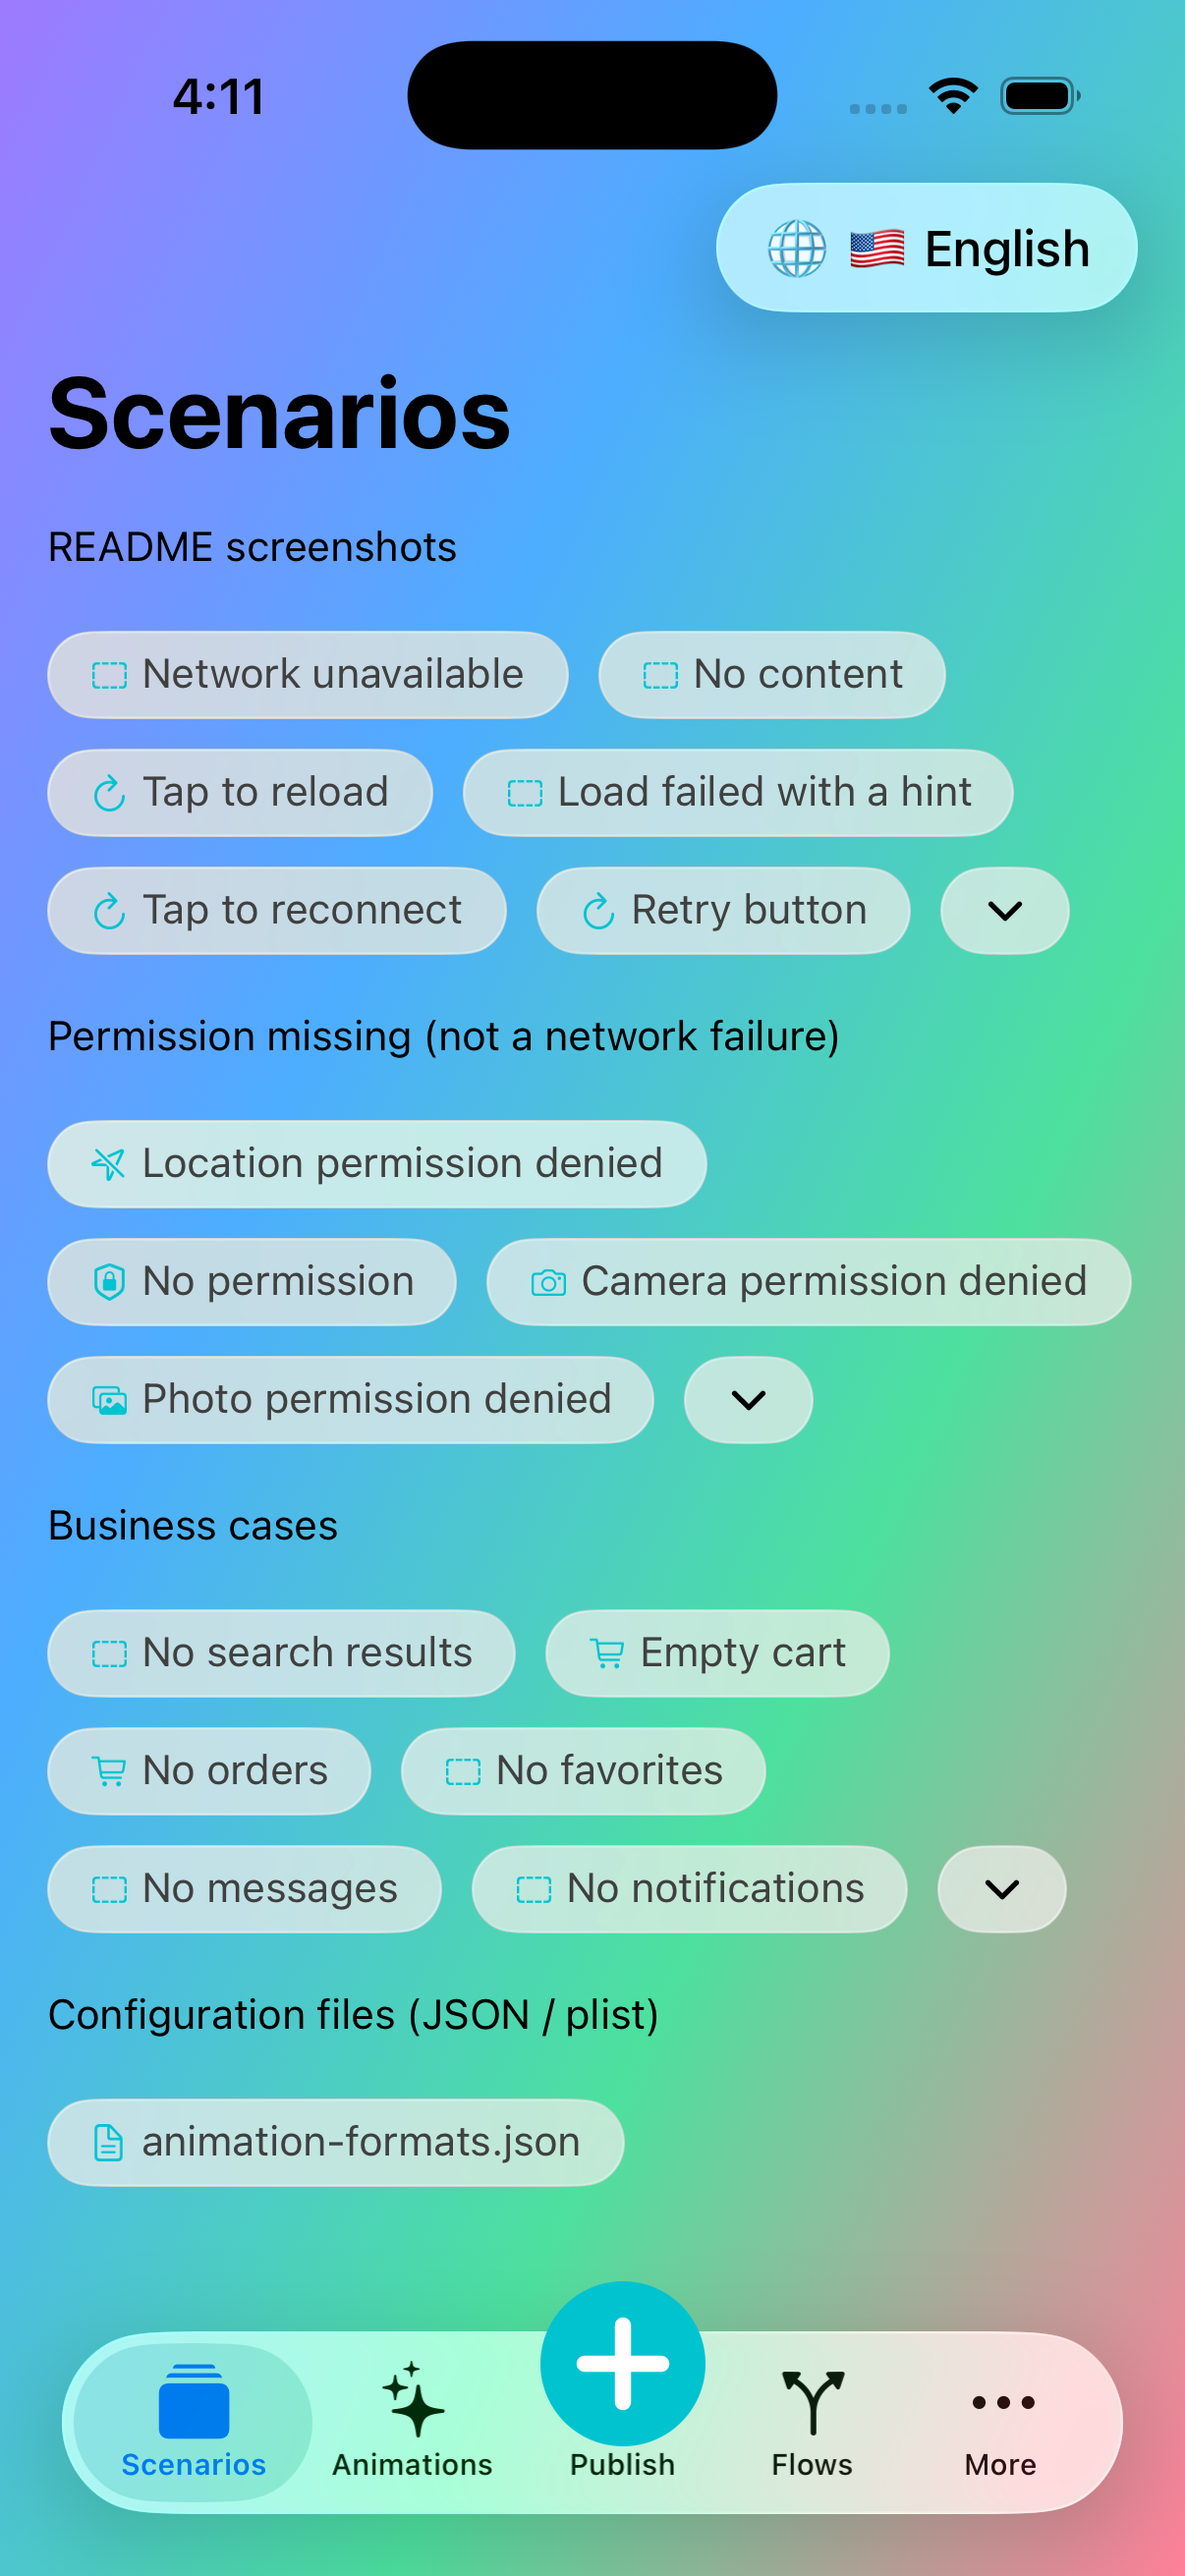 4:11
English
Scenarios
README screenshots
Network unavailable
No content
Tap to reload
Load failed with a hint
Tap to reconnect
Retry button
Permission missing (not a network failure)
Location permission denied
No permission
Camera permission denied
Photo permission denied
Business cases
No search results
Empty cart
No orders
No favorites
No messages
No notifications
Configuration files (JSON / plist)
animation-formats.json
Scenarios
Animations
Publish
Flows
More